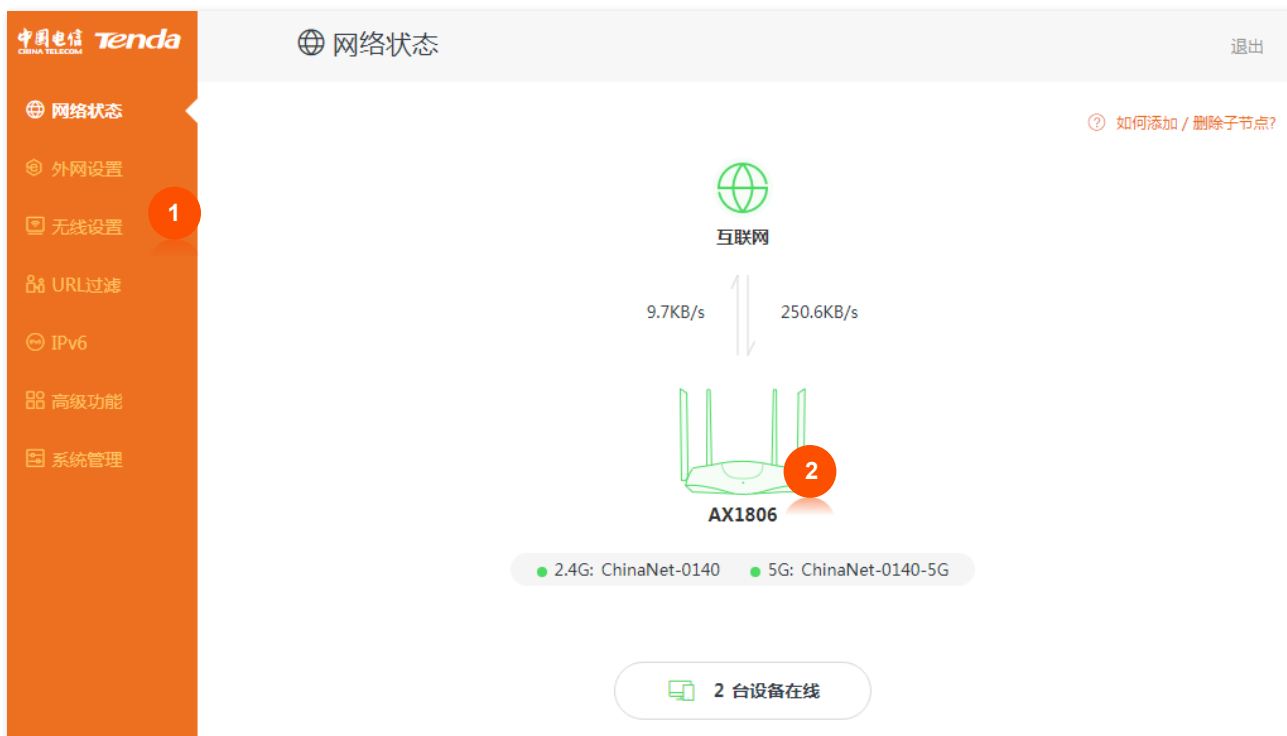 中国电信 Tenda
CHINA TELECOM
网络状态
退出
网络状态
外网设置
无线设置
1
URL过滤
IPv6
高级功能
系统管理
? 如何添加 / 删除子节点?
互联网
9.7KB/s 250.6KB/s
2
AX1806
2.4G: ChinaNet-0140 5G: ChinaNet-0140-5G
2 台设备在线